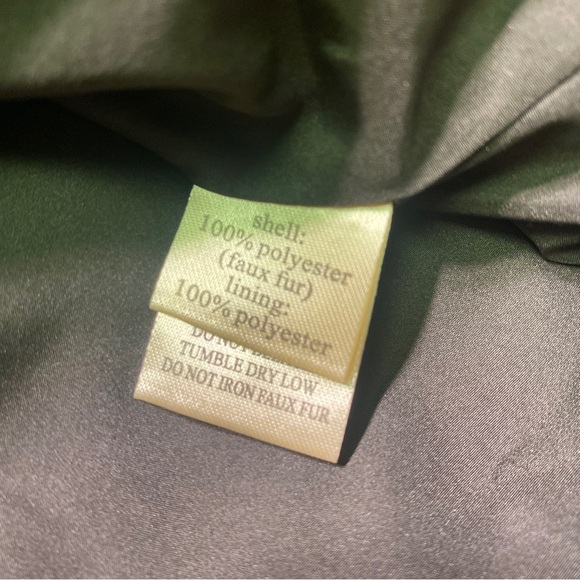 shell:
100% polyester
(faux fur)
lining:
100% polyester
DO NOT
TUMBLE DRY LOW
DO NOT IRON FAUX FUR